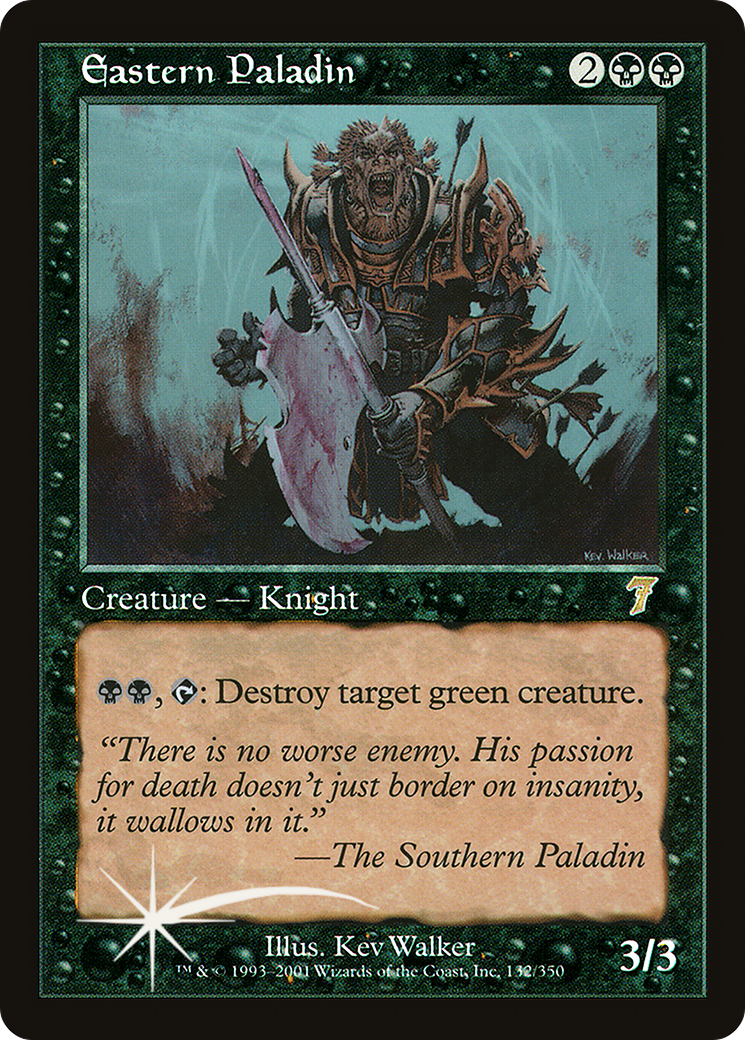 Eastern Paladin
2
KEV. WALKER
Creature — Knight
7
, : Destroy target green creature.
“There is no worse enemy. His passion
for death doesn’t just border on insanity,
it wallows in it.”
—The Southern Paladin
Illus. Kev Walker
3/3
™ & © 1993–2001 Wizards of the Coast, Inc. 132/350